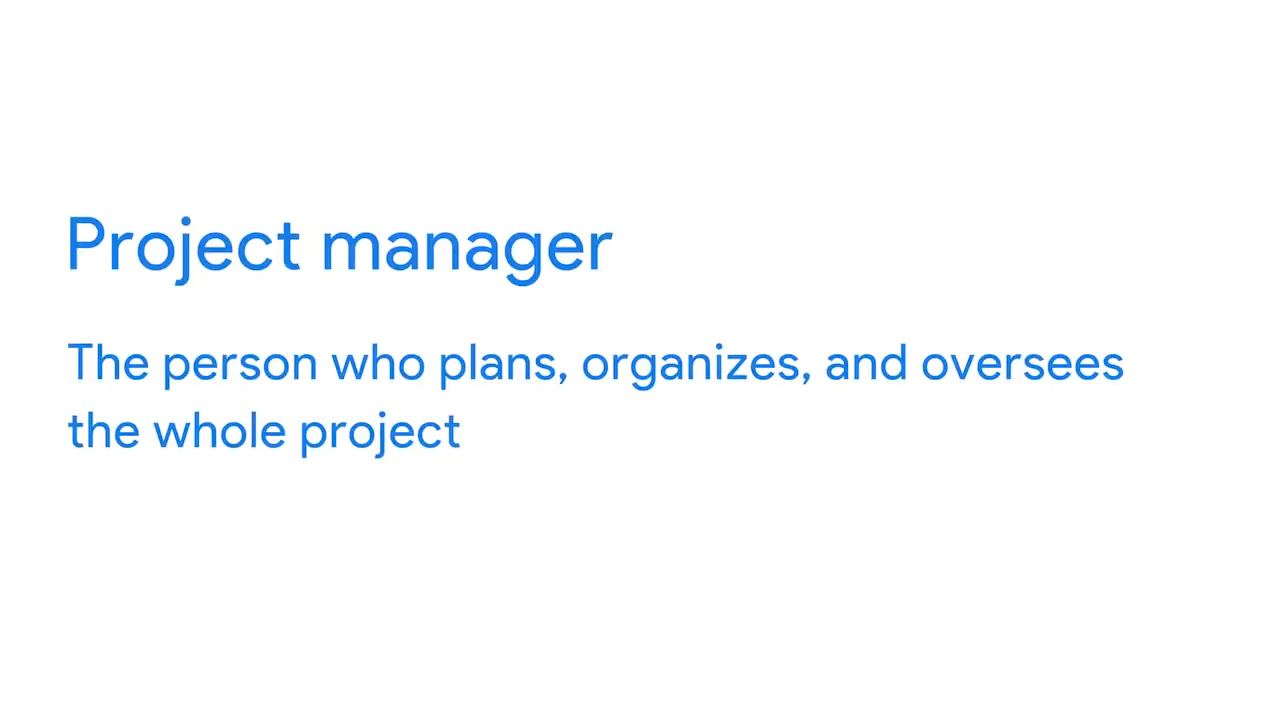 Project manager
The person who plans, organizes, and oversees
the whole project